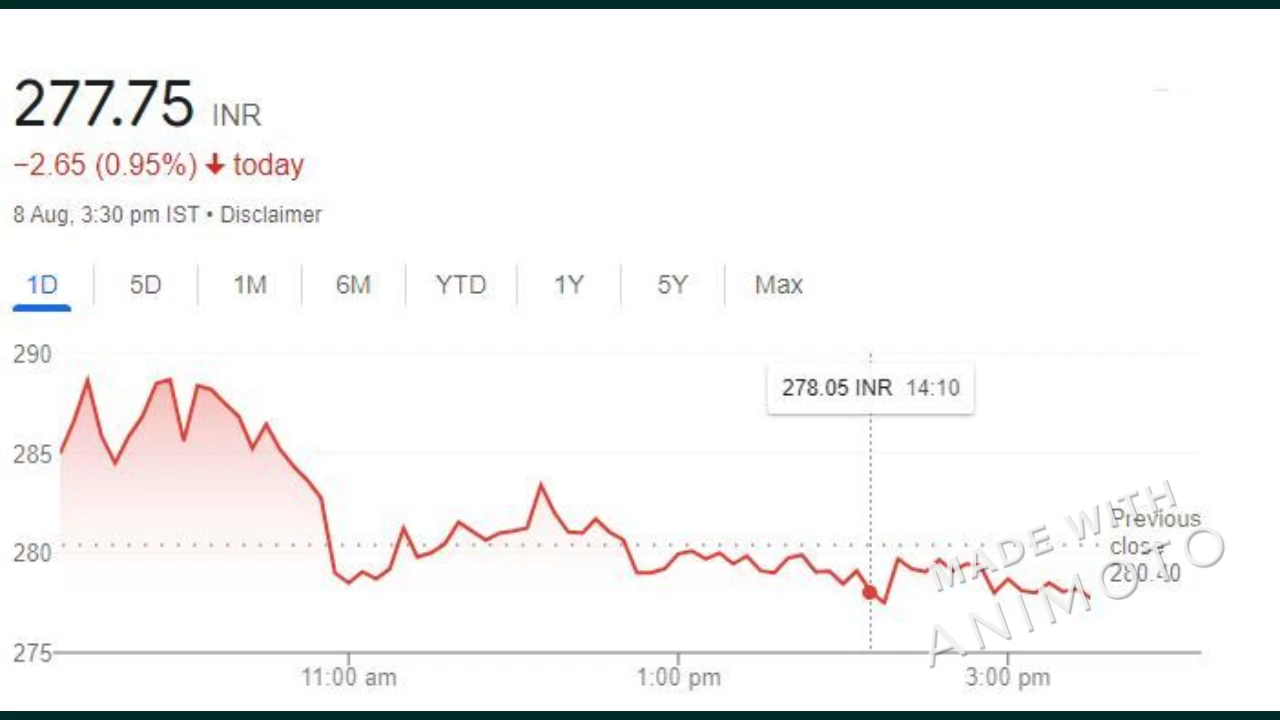 277.75 INR
−2.65 (0.95%) ↓ today
8 Aug, 3:30 pm IST • Disclaimer
1D 5D 1M 6M YTD 1Y 5Y Max
290
278.05 INR 14:10
285
Previous
close
280.40
280
275
11:00 am 1:00 pm 3:00 pm
MADE WITH
ANIMOTO